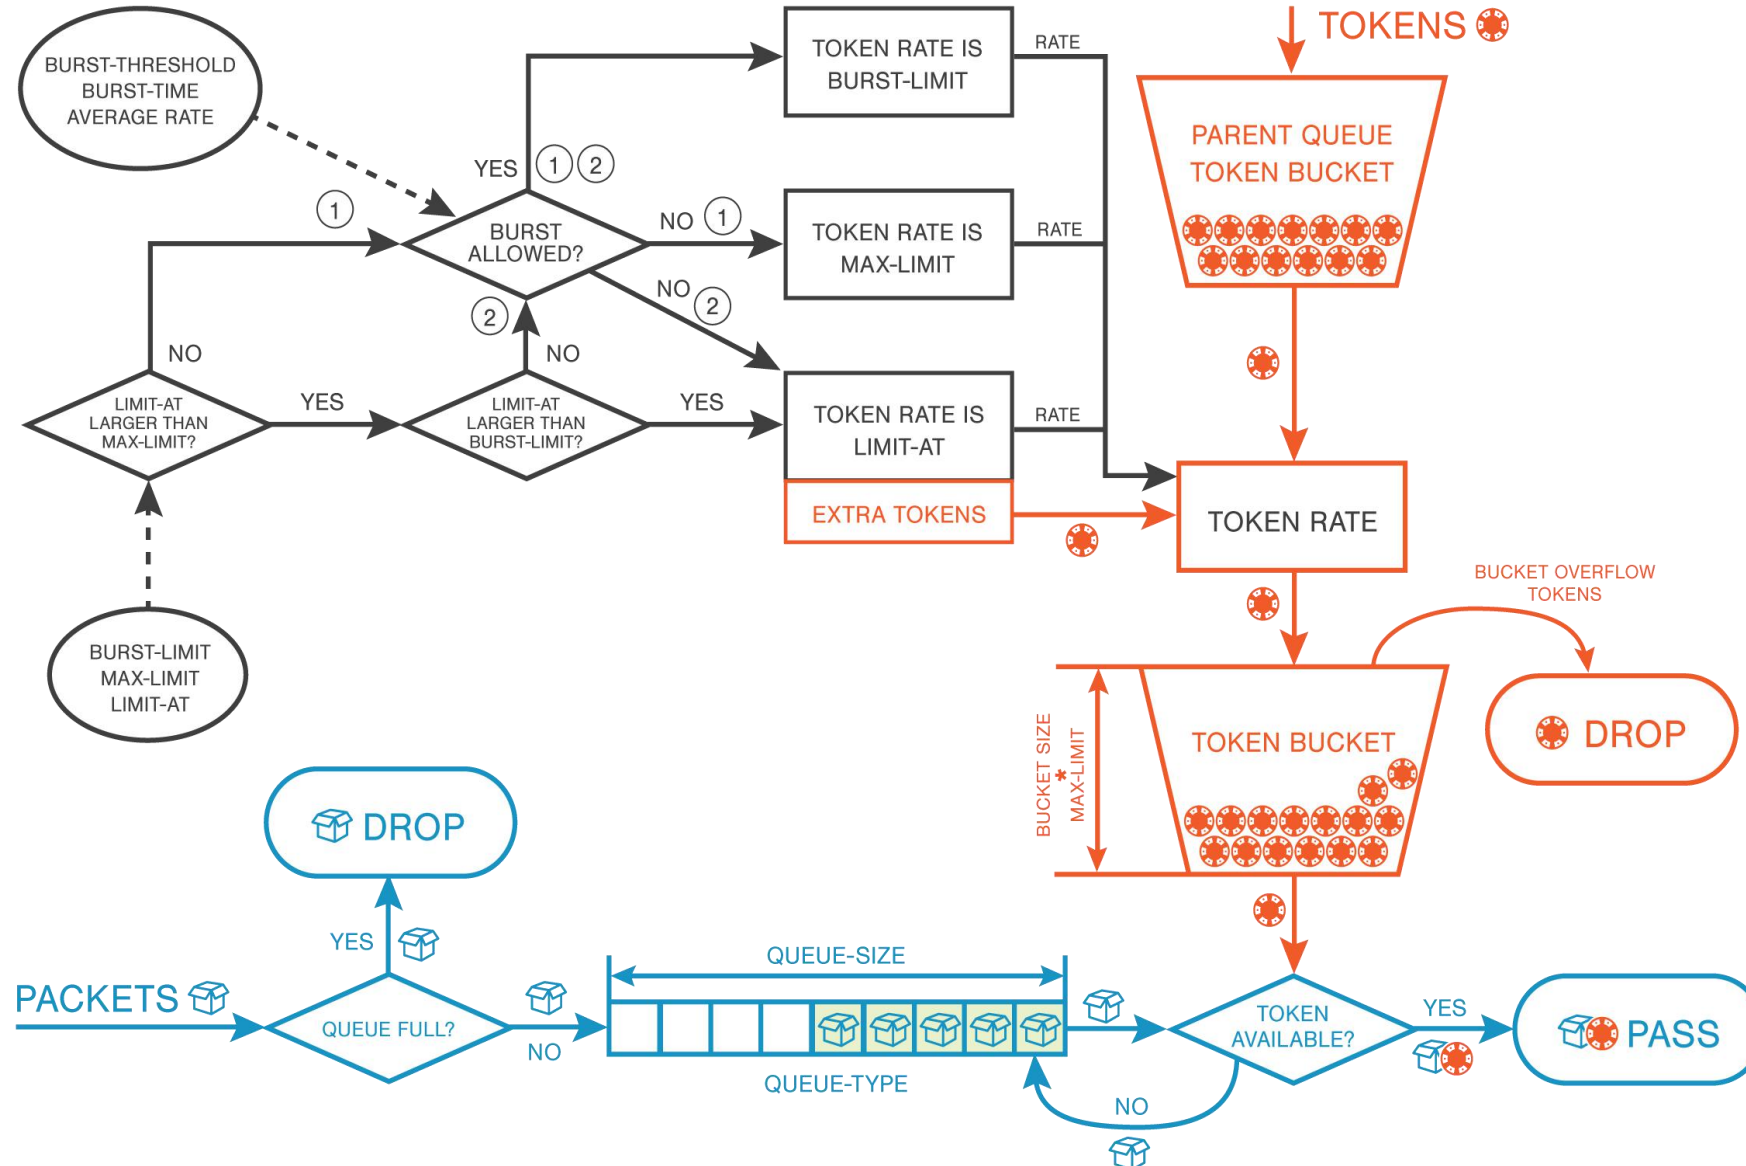 BURST-THRESHOLD
BURST-TIME
AVERAGE RATE
TOKEN RATE IS
BURST-LIMIT
RATE
TOKENS
PARENT QUEUE
TOKEN BUCKET
YES
1
2
1
BURST
ALLOWED?
NO
1
TOKEN RATE IS
MAX-LIMIT
RATE
NO
2
2
NO
NO
LIMIT-AT
LARGER THAN
MAX-LIMIT?
YES
LIMIT-AT
LARGER THAN
BURST-LIMIT?
YES
TOKEN RATE IS
LIMIT-AT
RATE
EXTRA TOKENS
TOKEN RATE
BUCKET OVERFLOW
TOKENS
BURST-LIMIT
MAX-LIMIT
LIMIT-AT
BUCKET SIZE
*
MAX-LIMIT
TOKEN BUCKET
DROP
DROP
YES
PACKETS
QUEUE FULL?
NO
QUEUE-SIZE
QUEUE-TYPE
TOKEN
AVAILABLE?
YES
PASS
NO